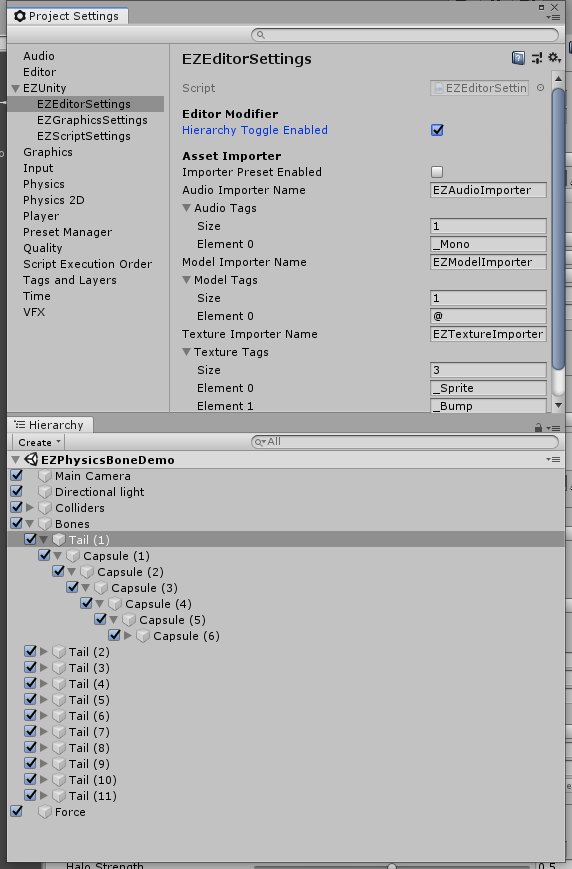 Project Settings
Audio
Editor
EZUnity
EZEditorSettings
EZGraphicsSettings
EZScriptSettings
Graphics
Input
Physics
Physics 2D
Player
Preset Manager
Quality
Script Execution Order
Tags and Layers
Time
VFX
EZEditorSettings
Script EZEditorSettin
Editor Modifier
Hierarchy Toggle Enabled
Asset Importer
Importer Preset Enabled
Audio Importer Name EZAudioImporter
Audio Tags
Size 1
Element 0 _Mono
Model Importer Name EZModelImporter
Model Tags
Size 1
Element 0 @
Texture Importer Name EZTextureImporter
Texture Tags
Size 3
Element 0 _Sprite
Element 1 _Bump
Hierarchy
Create All
EZPhysicsBoneDemo
Main Camera
Directional light
Colliders
Bones
Tail (1)
Capsule (1)
Capsule (2)
Capsule (3)
Capsule (4)
Capsule (5)
Capsule (6)
Tail (2)
Tail (3)
Tail (4)
Tail (5)
Tail (6)
Tail (7)
Tail (8)
Tail (9)
Tail (10)
Tail (11)
Force
Halo Strength 0.5